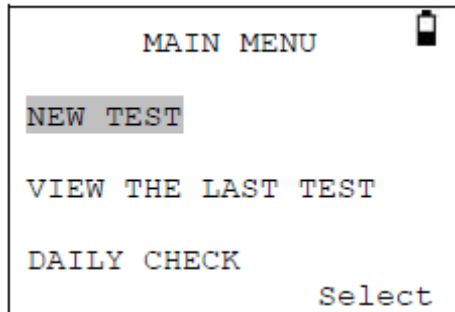 MAIN MENU
NEW TEST
VIEW THE LAST TEST
DAILY CHECK
Select